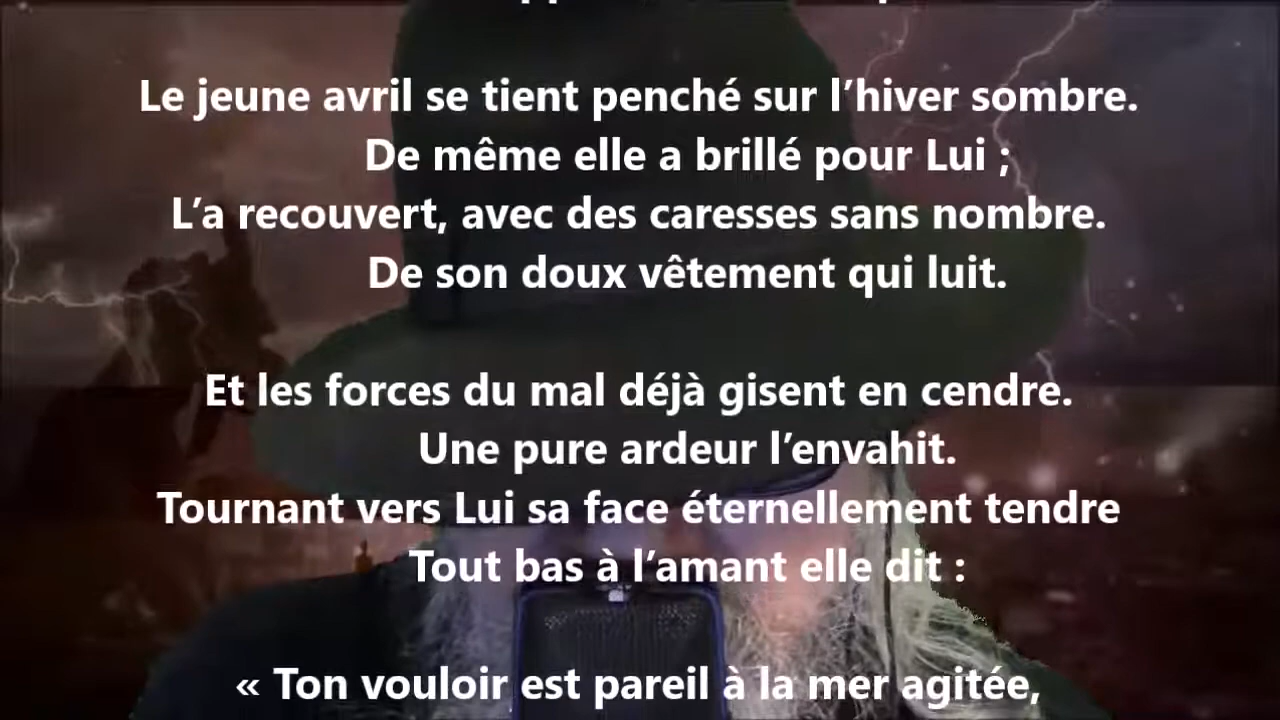 Le jeune avril se tient penché sur l’hiver sombre.
De même elle a brillé pour Lui ;
L’a recouvert, avec des caresses sans nombre.
De son doux vêtement qui luit.
Et les forces du mal déjà gisent en cendre.
Une pure ardeur l’envahit.
Tournant vers Lui sa face éternellement tendre
Tout bas à l’amant elle dit :
« Ton vouloir est pareil à la mer agitée,